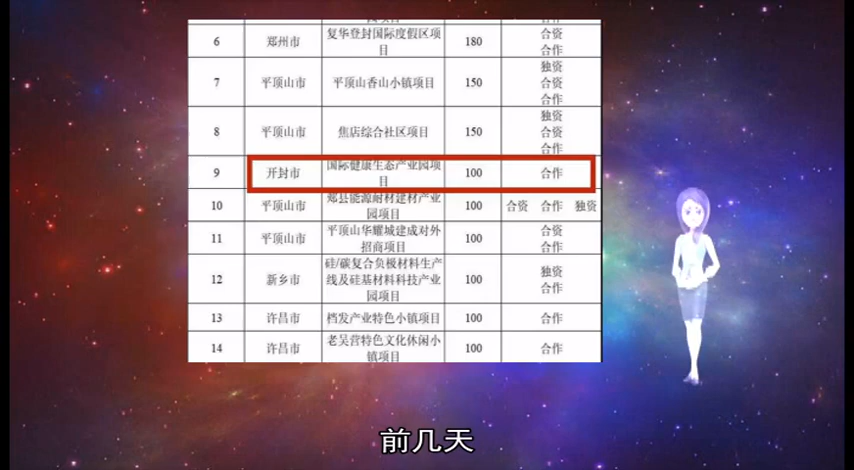 6 郑州市 复华登封国际度假区项 180 合资
目 合作
7 平顶山市 平顶山香山小镇项目 150 独资
合资
合作
8 平顶山市 焦店综合社区项目 150 独资
合资
合作
9 开封市 国际健康生态产业园项 100 合作
目
10 平顶山市 郏县能源耐材建材产业 100 合资 合作 独资
园项目
11 平顶山市 平顶山华耀城建成对外 100 合资
招商项目 合作
12 新乡市 硅/碳复合负极材料生产 100 独资
线及硅基材料科技产业 合作
园项目
13 许昌市 档发产业特色小镇项目 100 合作
14 许昌市 老吴营特色文化休闲小 100 合作
镇项目
前几天